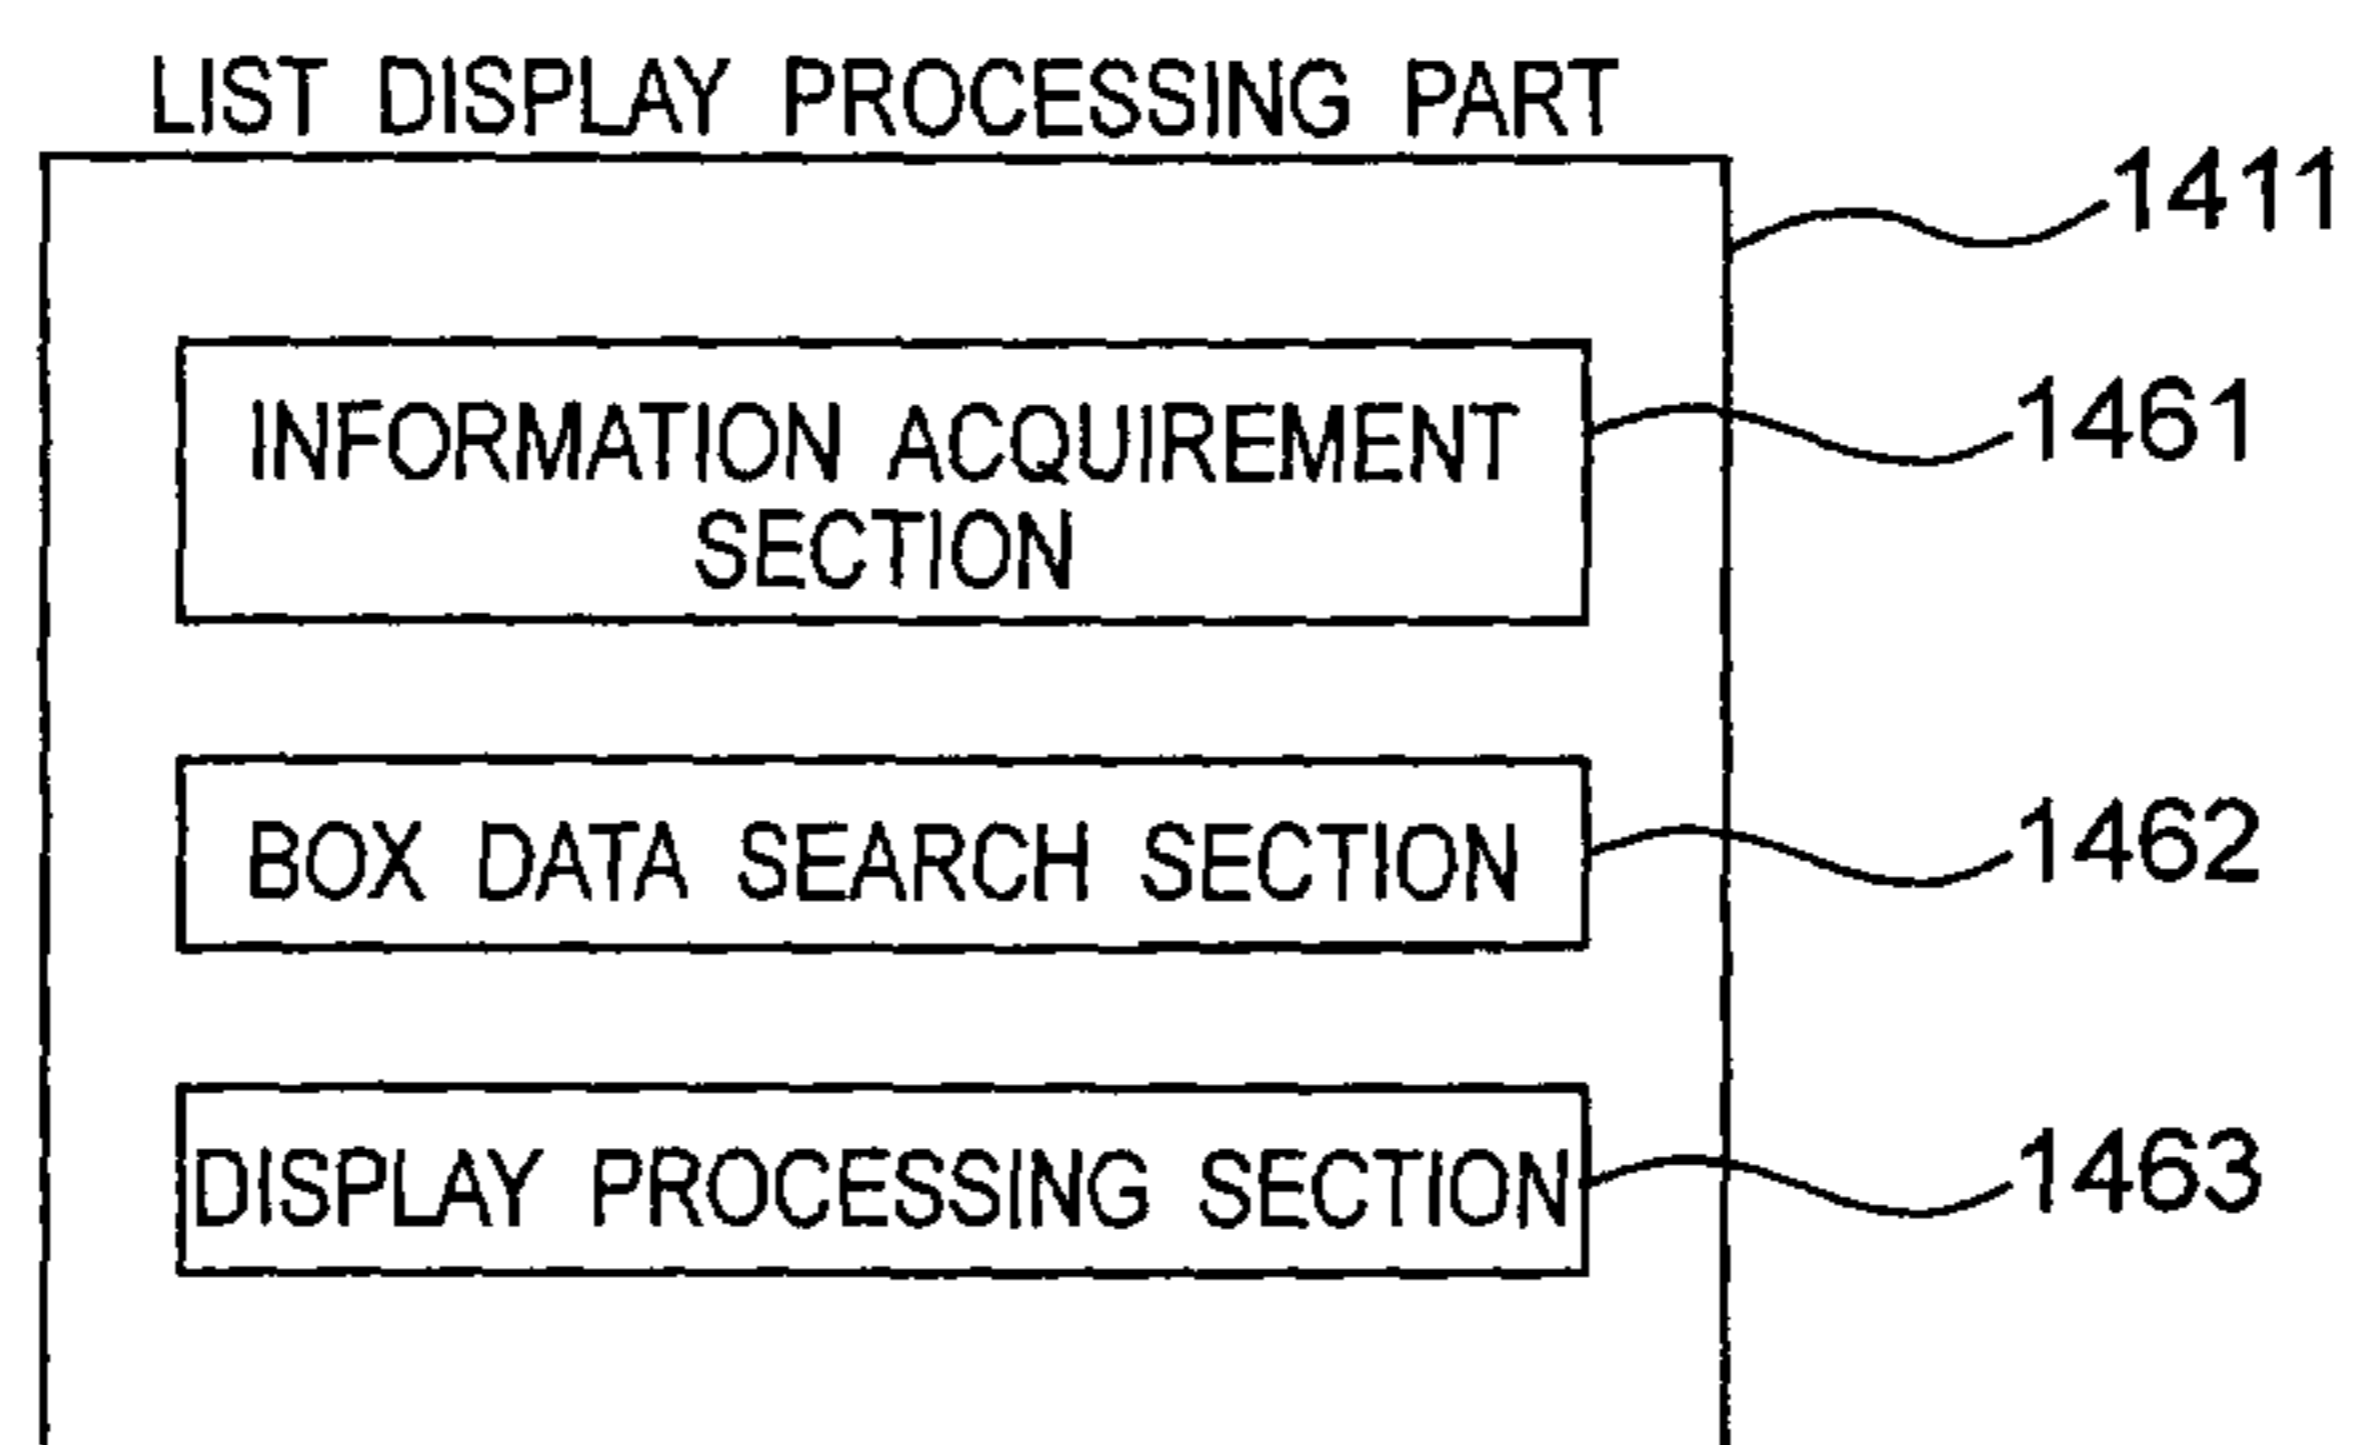 LIST DISPLAY PROCESSING PART
1411
INFORMATION ACQUIREMENT
SECTION
1461
BOX DATA SEARCH SECTION
1462
DISPLAY PROCESSING SECTION
1463